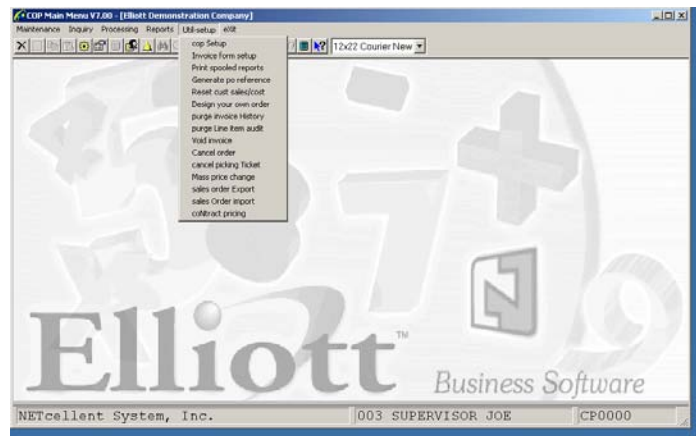 COP Main Menu V7.00 - [Elliott Demonstration Company]
Maintenance Inquiry Processing Reports Util-setup eXit
12x22 Courier New
cop Setup
Invoice form setup
Print spooled reports
Generate po reference
Reset cust sales/cost
Design your own order
purge invoice History
purge Line item audit
Void invoice
Cancel order
cancel picking Ticket
Mass price change
sales order Export
sales Order import
coNtract pricing
Elliott™
Business Software
NETcellent System, Inc. 003 SUPERVISOR JOE CP0000